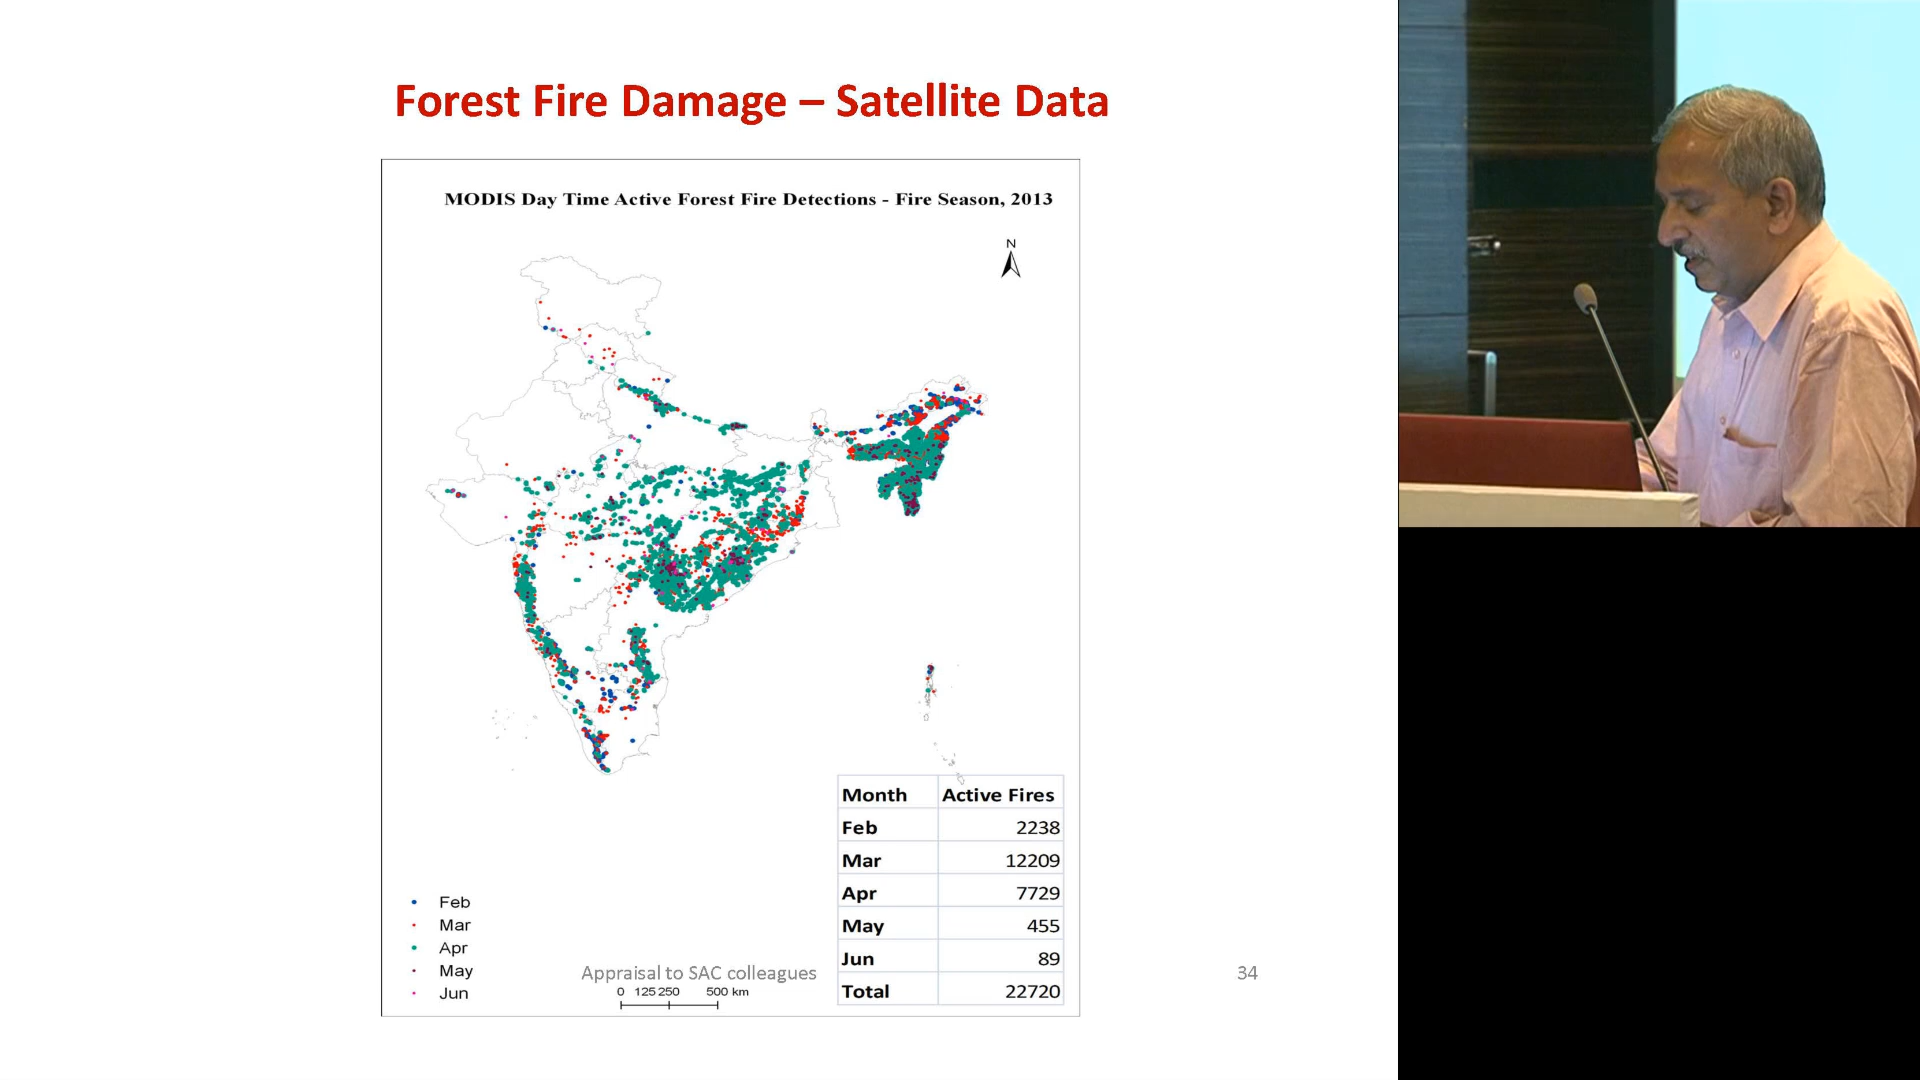 Forest Fire Damage – Satellite Data
MODIS Day Time Active Forest Fire Detections - Fire Season, 2013
N
Month Active Fires
Feb 2238
Mar 12209
Apr 7729
May 455
Jun 89
Total 22720
Feb
Mar
Apr
May
Jun
Appraisal to SAC colleagues
0 125 250 500 km
34